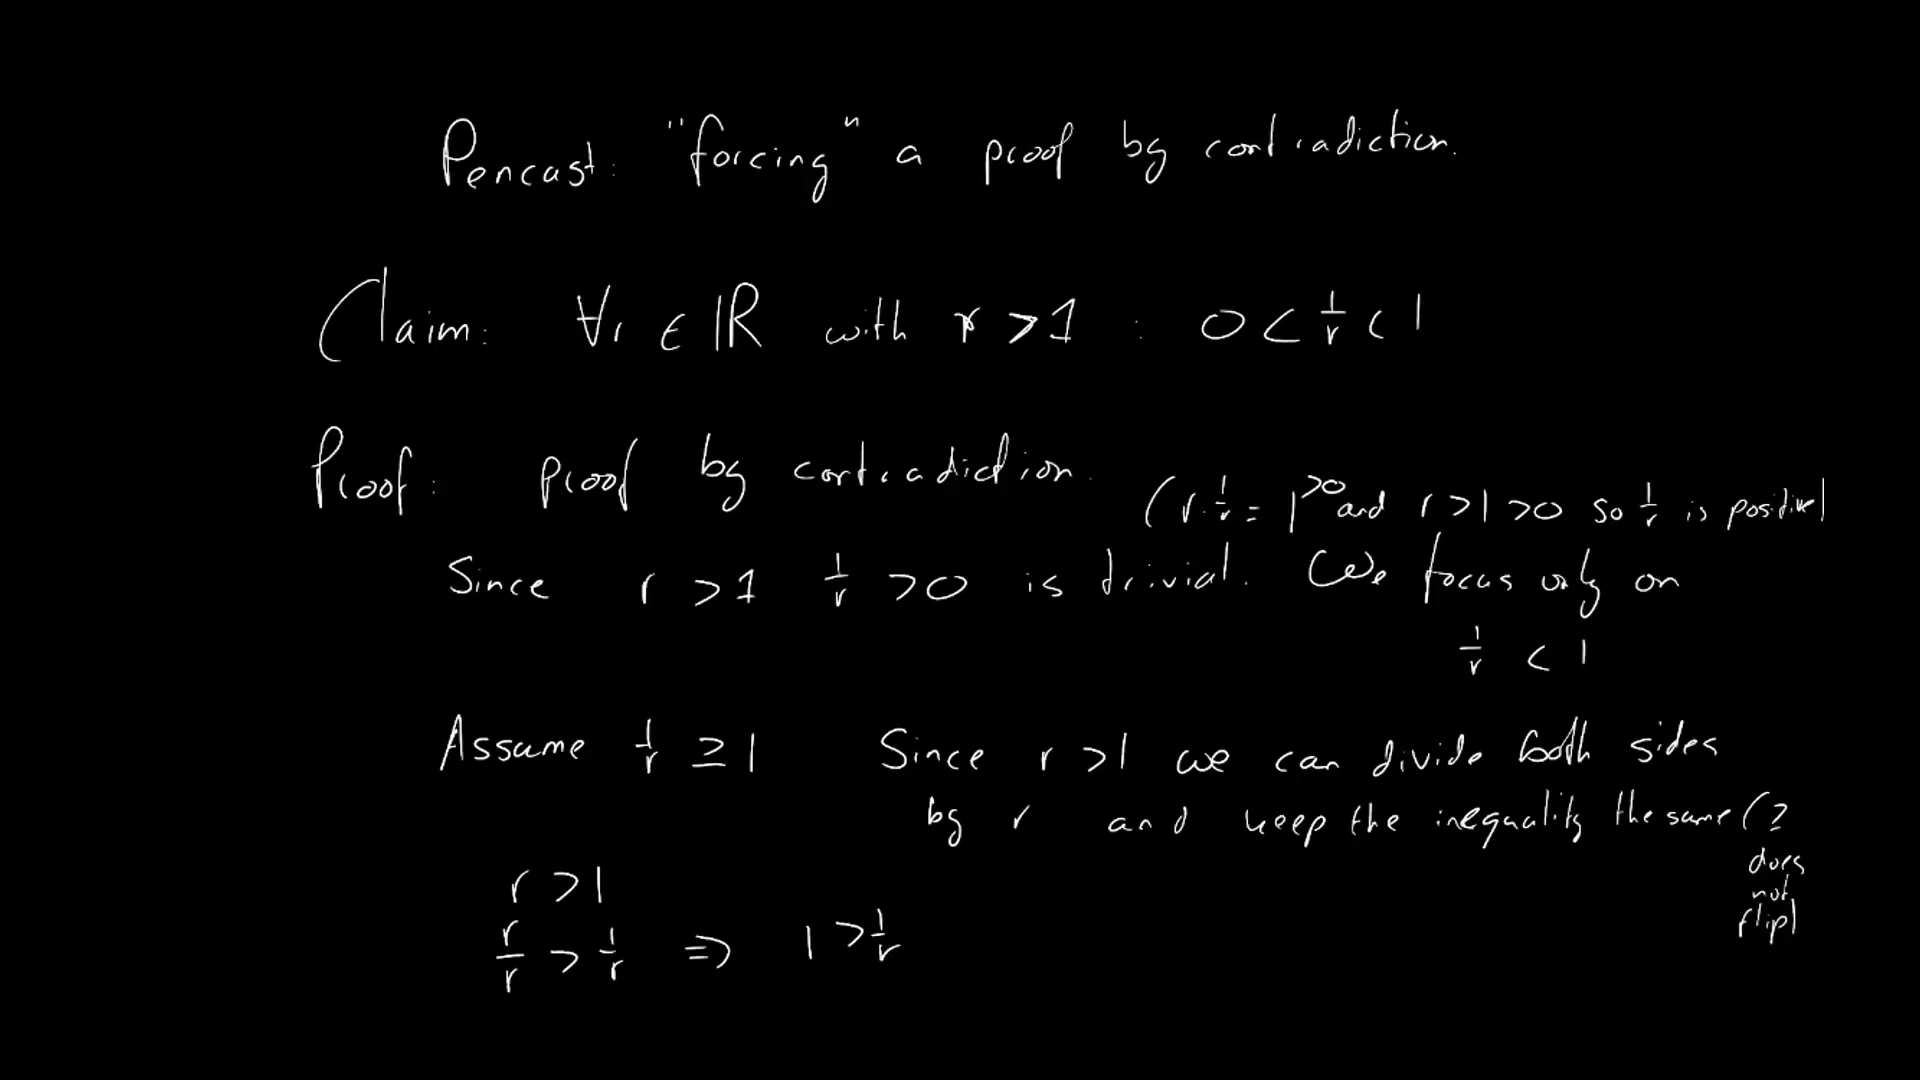 Pencast: "forcing" a proof by contradiction.
Claim: ∀r ∈ ℝ with r > 1 : 0 < 1/r < 1
Proof: proof by contradiction.
(r·1/r = 1 >0 and r > 1 > 0 so 1/r is positive)
Since r > 1 1/r > 0 is trivial. We focus only on
1/r < 1
Assume 1/r ≥ 1 Since r > 1 we can divide both sides
by r and keep the inequality the same (?
does
not
flip)
r > 1
r/r > 1/r ⇒ 1 > 1/r